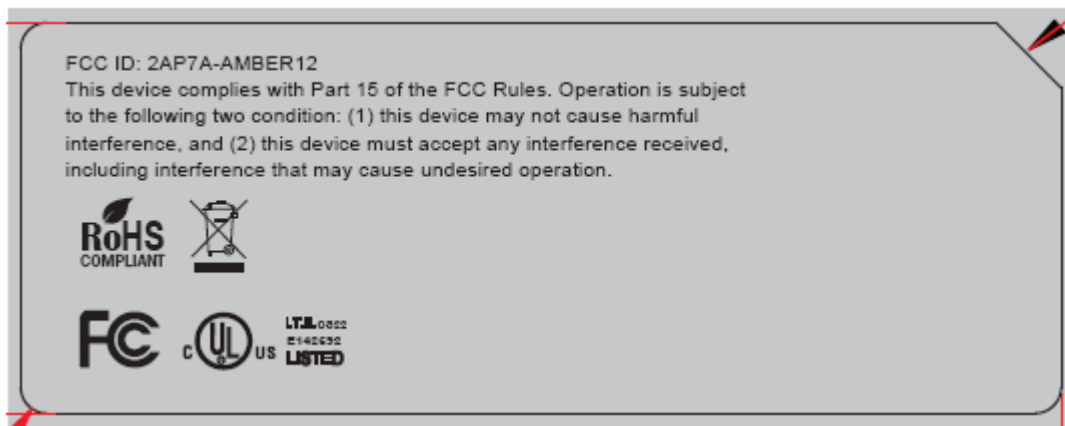 FCC ID: 2AP7A-AMBER12
This device complies with Part 15 of the FCC Rules. Operation is subject
to the following two condition: (1) this device may not cause harmful
interference, and (2) this device must accept any interference received,
including interference that may cause undesired operation.
RoHS
COMPLIANT
FC
C UL US
LISTED